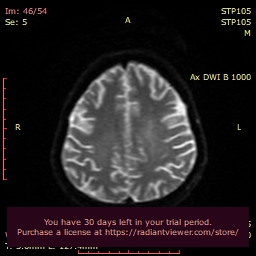 Im: 46/54
Se: 5
A
STP105
STP105
M
Ax DWI B 1000
R
L
You have 30 days left in your trial period.
Purchase a license at https://radiantviewer.com/store/